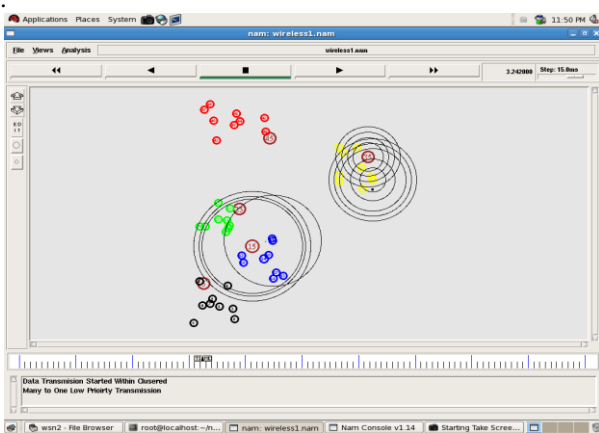 .
Applications Places System 11:50 PM
nam: wireless1.nam
File Views Analysis wireless1.nam
3.242000 Step: 15.0ms
TIME
Data Transmision Started Within Clusered
Many to One Low Prioirty Transmission
wsn2 - File Browser root@localhost:~/n... nam: wireless1.nam Nam Console v1.14 Starting Take Scree...